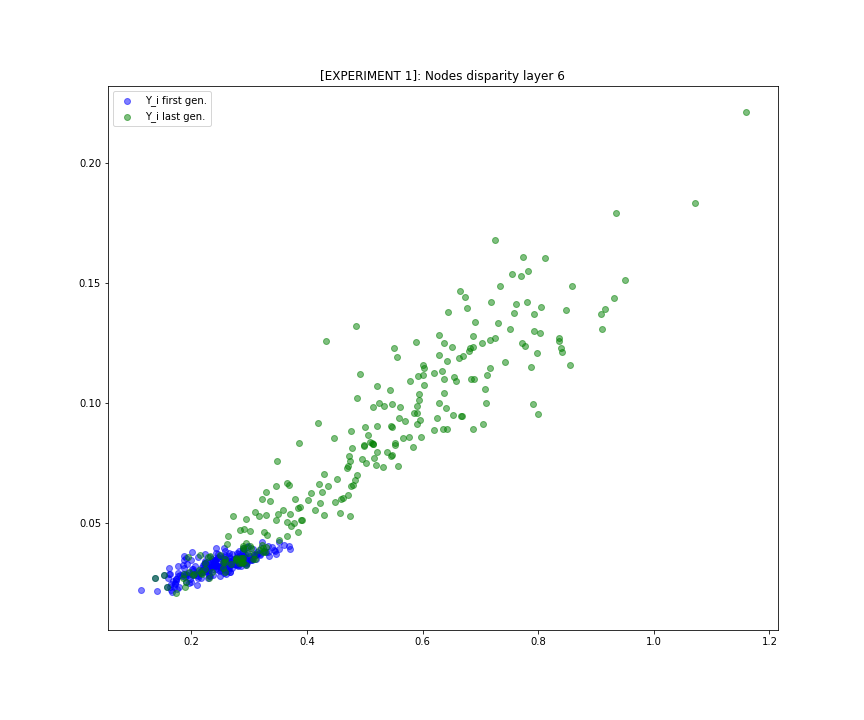 [EXPERIMENT 1]: Nodes disparity layer 6
Y_i first gen.
Y_i last gen.
0.20
0.15
0.10
0.05
0.2 0.4 0.6 0.8 1.0 1.2